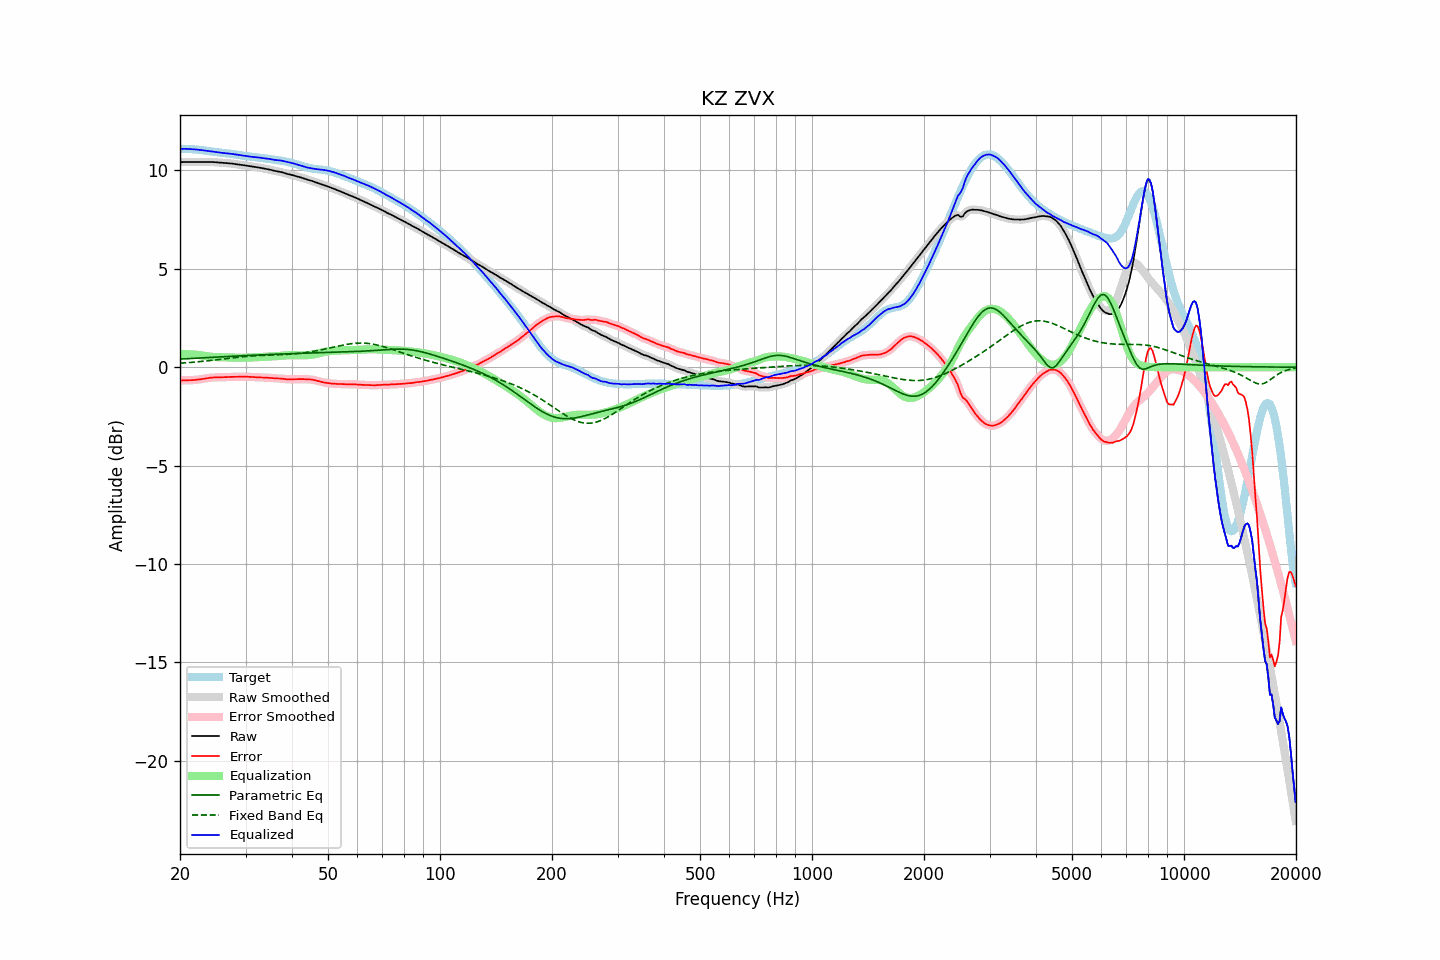 KZ ZVX
Amplitude (dBr)
10
5
0
−5
−10
−15
−20
Target
Raw Smoothed
Error Smoothed
Raw
Error
Equalization
Parametric Eq
Fixed Band Eq
Equalized
20 50 100 200 500 1000 2000 5000 10000 20000
Frequency (Hz)